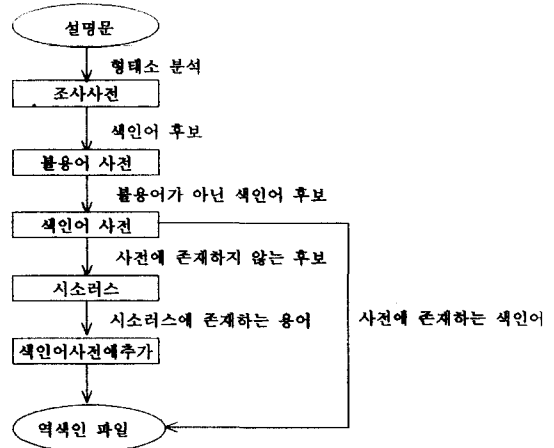 설명문
형태소 분석
조사사전
색인어 후보
불용어 사전
불용어가 아닌 색인어 후보
색인어 사전
사전에 존재하지 않는 후보
시소러스
시소러스에 존재하는 용어
사전에 존재하는 색인어
색인어사전에추가
역색인 파일